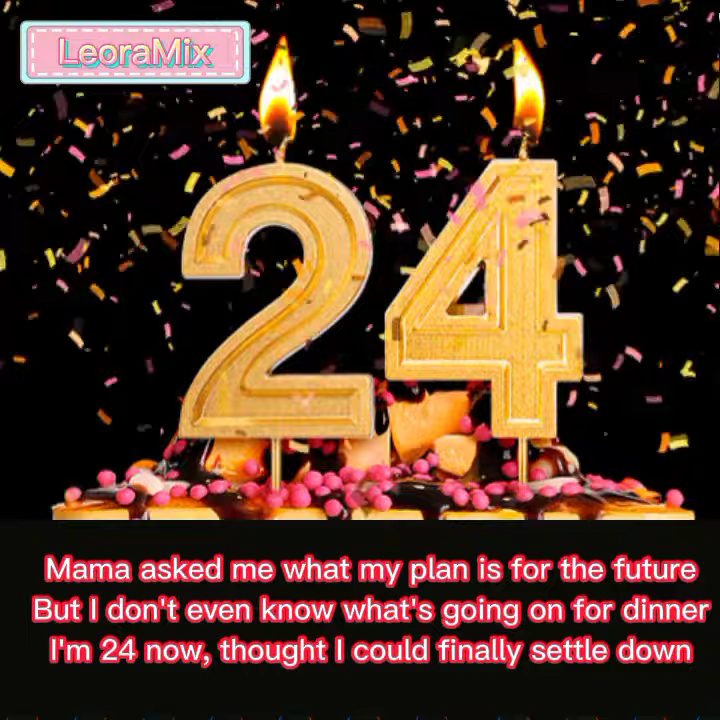 LeoraMix
24
Mama asked me what my plan is for the future
But I don't even know what's going on for dinner
I'm 24 now, thought I could finally settle down